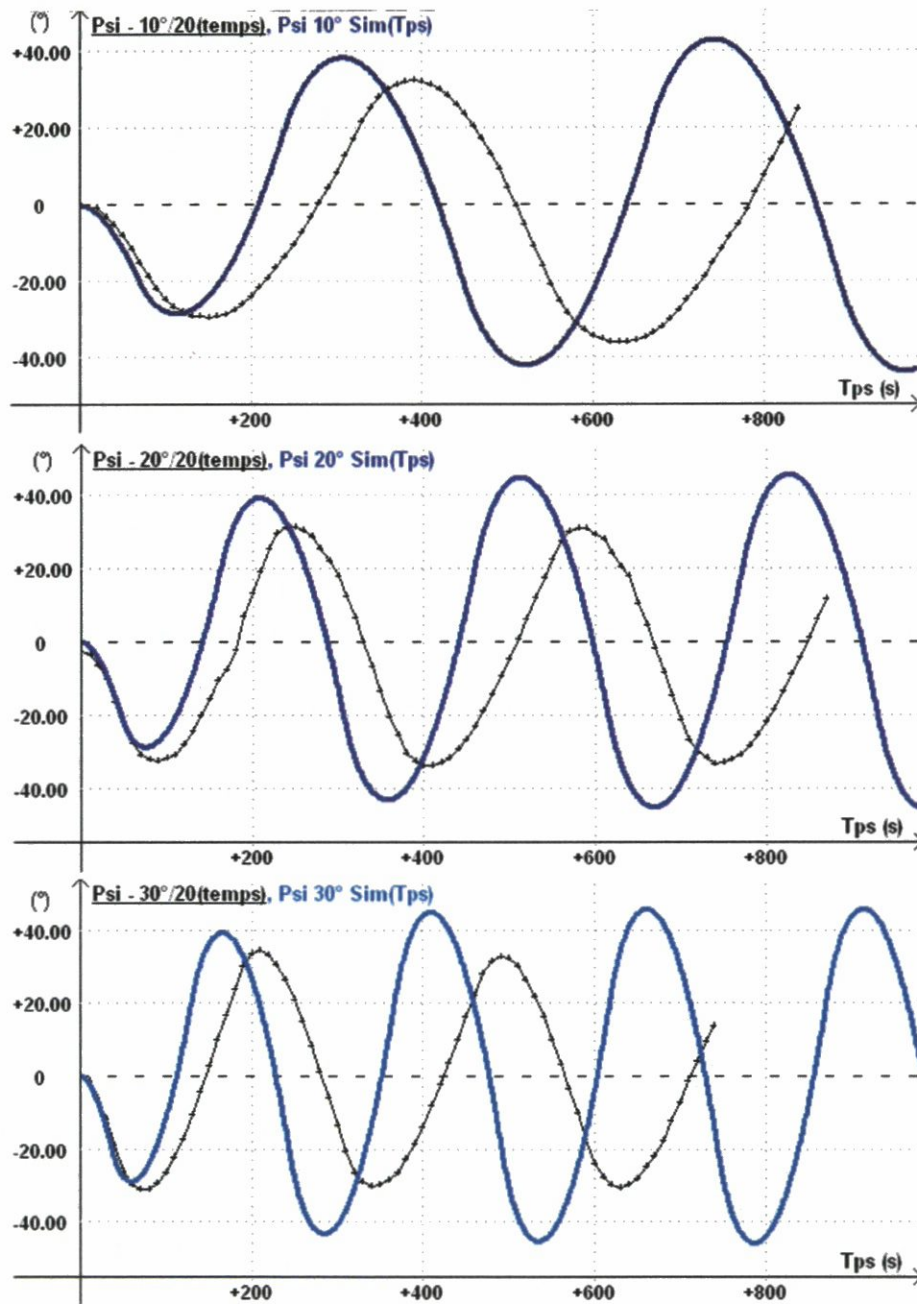 (°) Psi - 10°/20(temps), Psi 10° Sim(Tps)
+40.00
+20.00
0
-20.00
-40.00
Tps (s)
+200 +400 +600 +800
(°) Psi - 20°/20(temps), Psi 20° Sim(Tps)
+40.00
+20.00
0
-20.00
-40.00
Tps (s)
+200 +400 +600 +800
(°) Psi - 30°/20(temps), Psi 30° Sim(Tps)
+40.00
+20.00
0
-20.00
-40.00
Tps (s)
+200 +400 +600 +800